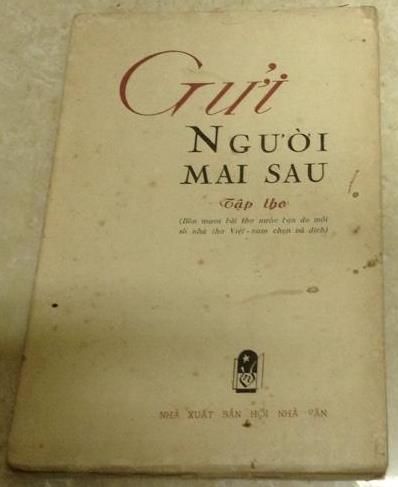 Gửi
NGƯỜI
MAI SAU
Tập thơ
(Bốn mươi bài thơ nước bạn do một
số nhà thơ Việt-nam chọn và dịch)
NHÀ XUẤT BẢN HỘI NHÀ VĂN